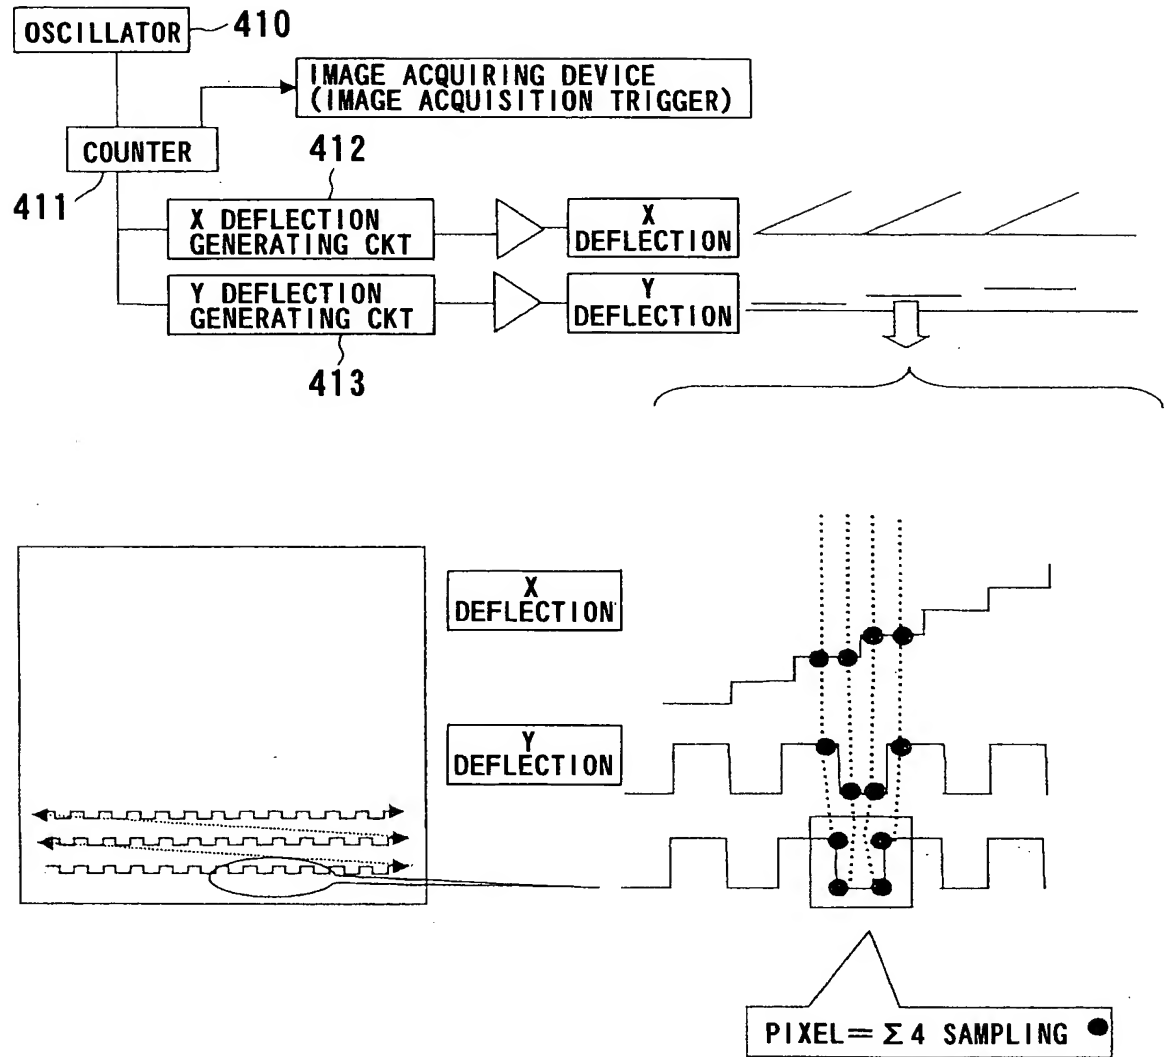 OSCILLATOR
410
IMAGE ACQUIRING DEVICE
(IMAGE ACQUISITION TRIGGER)
COUNTER
411
412
X DEFLECTION
GENERATING CKT
X
DEFLECTION
Y DEFLECTION
GENERATING CKT
Y
DEFLECTION
413
X
DEFLECTION
Y
DEFLECTION
PIXEL=Σ4 SAMPLING ●